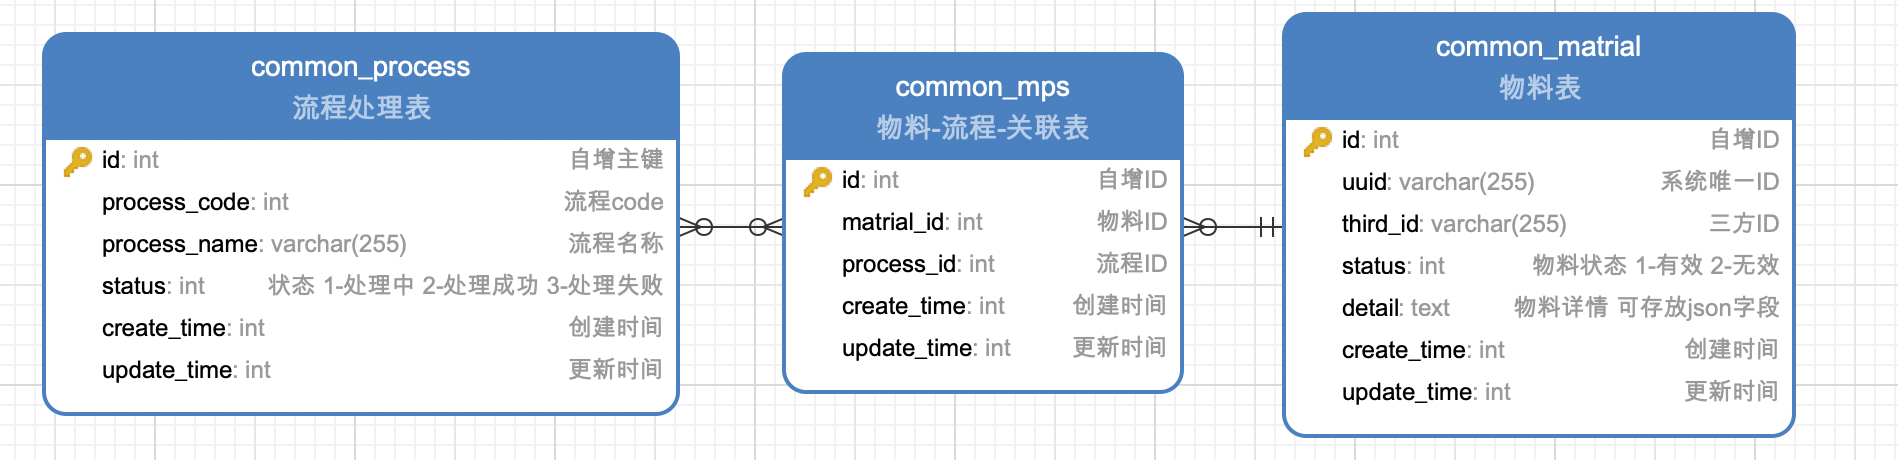 common_process
流程处理表
id: int 自增主键
process_code: int 流程code
process_name: varchar(255) 流程名称
status: int 状态 1-处理中 2-处理成功 3-处理失败
create_time: int 创建时间
update_time: int 更新时间
common_mps
物料-流程-关联表
id: int 自增ID
matrial_id: int 物料ID
process_id: int 流程ID
create_time: int 创建时间
update_time: int 更新时间
common_matrial
物料表
id: int 自增ID
uuid: varchar(255) 系统唯一ID
third_id: varchar(255) 三方ID
status: int 物料状态 1-有效 2-无效
detail: text 物料详情 可存放json字段
create_time: int 创建时间
update_time: int 更新时间